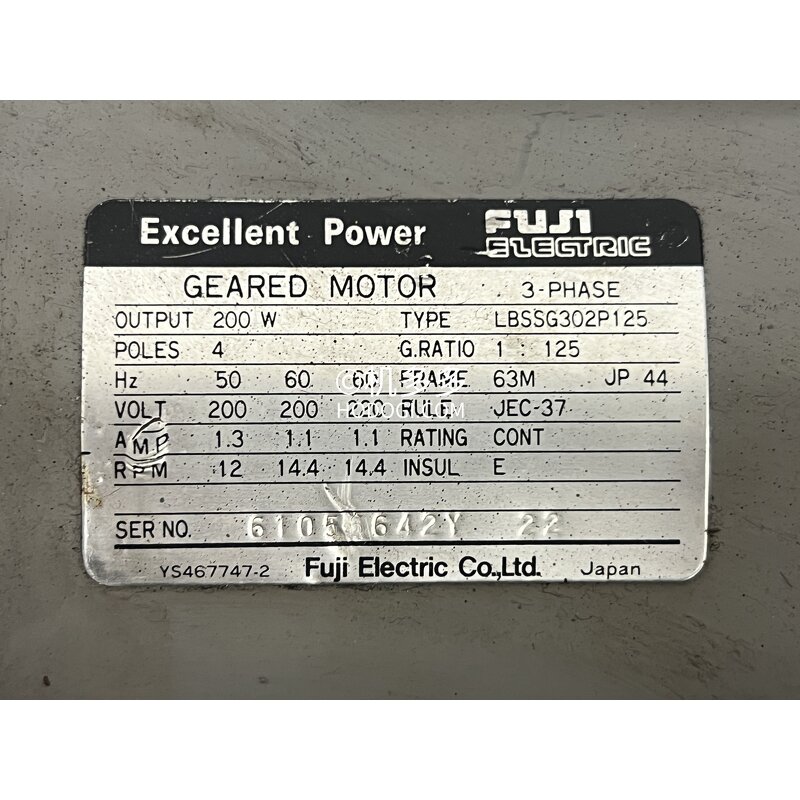 Excellent Power FUJI ELECTRIC
GEARED MOTOR 3-PHASE
OUTPUT 200 W TYPE LBSSG302P125
POLES 4 G.RATIO 1 : 125
Hz 50 60 60 FRAME 63M JP 44
VOLT 200 200 220 RULE JEC-37
AMP 1.3 1.1 1.1 RATING CONT
RPM 12 14.4 14.4 INSUL E
SER NO. 6105 642Y 22
YS467747-2 Fuji Electric Co.,Ltd. Japan